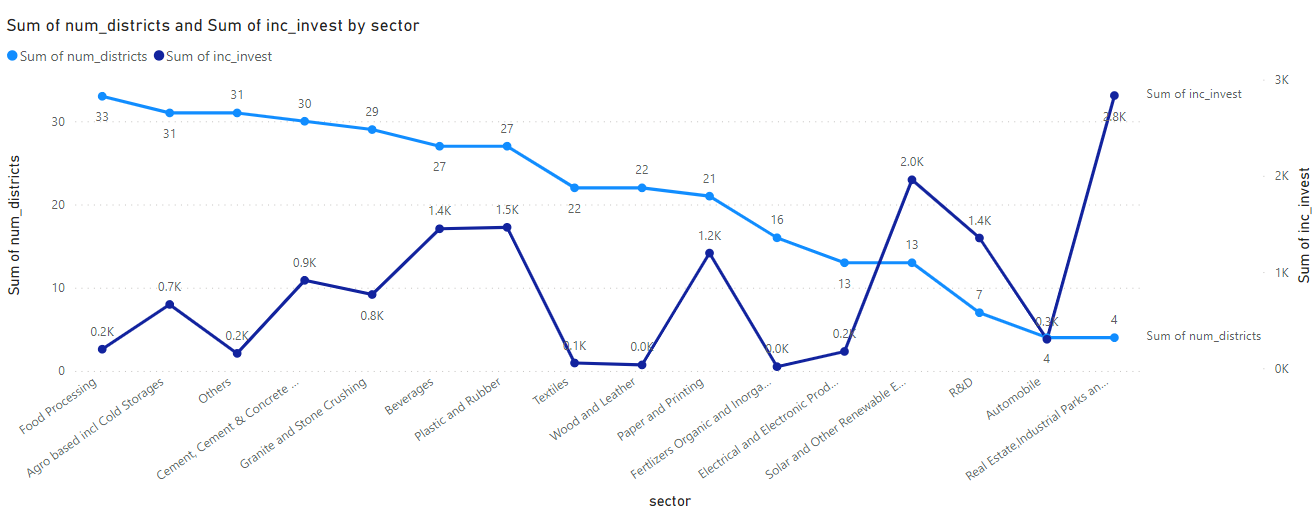 Sum of num_districts and Sum of inc_invest by sector
Sum of num_districts Sum of inc_invest
Sum of num_districts
30
20
10
0
33
31
31
30
29
27
27
22
22
21
16
13
13
7
4
4
0.2K
0.7K
0.2K
0.9K
0.8K
1.4K
1.5K
0.1K
0.0K
1.2K
0.0K
0.2K
2.0K
1.4K
0.3K
2.8K
Sum of inc_invest
Sum of num_districts
3K
2K
1K
0K
Sum of inc_invest
Food Processing
Agro based incl Cold Storages
Others
Cement, Cement & Concrete ...
Granite and Stone Crushing
Beverages
Plastic and Rubber
Textiles
Wood and Leather
Paper and Printing
Fertlizers Organic and Inorga...
Electrical and Electronic Prod...
Solar and Other Renewable E...
R&D
Automobile
Real Estate,Industrial Parks an...
sector